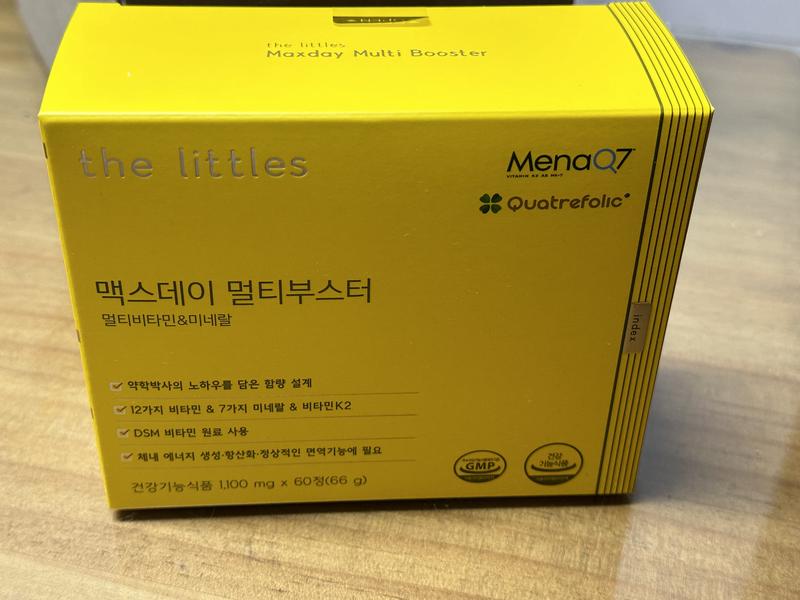 the littles
Maxday Multi Booster
the littles
MenaQ7
VITAMIN K2 AS MK-7
Quatrefolic
맥스데이 멀티부스터
멀티비타민&미네랄
index
약학박사의 노하우를 담은 함량 설계
12가지 비타민 & 7가지 미네랄 & 비타민K2
DSM 비타민 원료 사용
체내 에너지 생성·항산화·정상적인 면역기능에 필요
GMP
건강
기능식품
건강기능식품 1,100 mg x 60정(66 g)